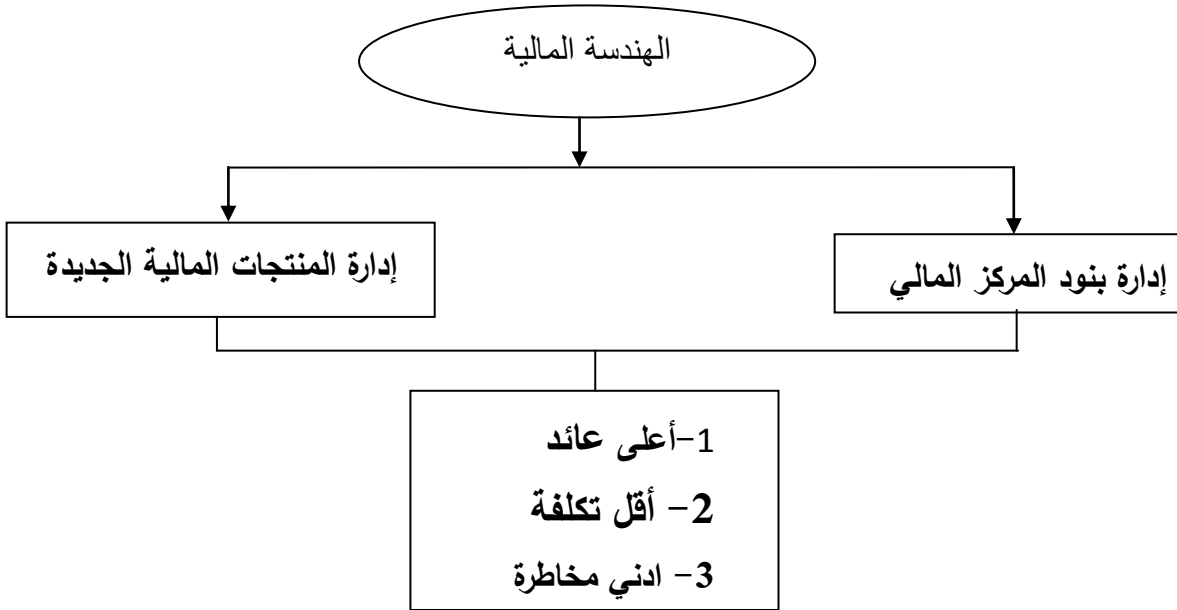 الهندسة المالية
إدارة بنود المركز المالي
إدارة المنتجات المالية الجديدة
1-أعلى عائد
2- أقل تكلفة
3- ادني مخاطرة